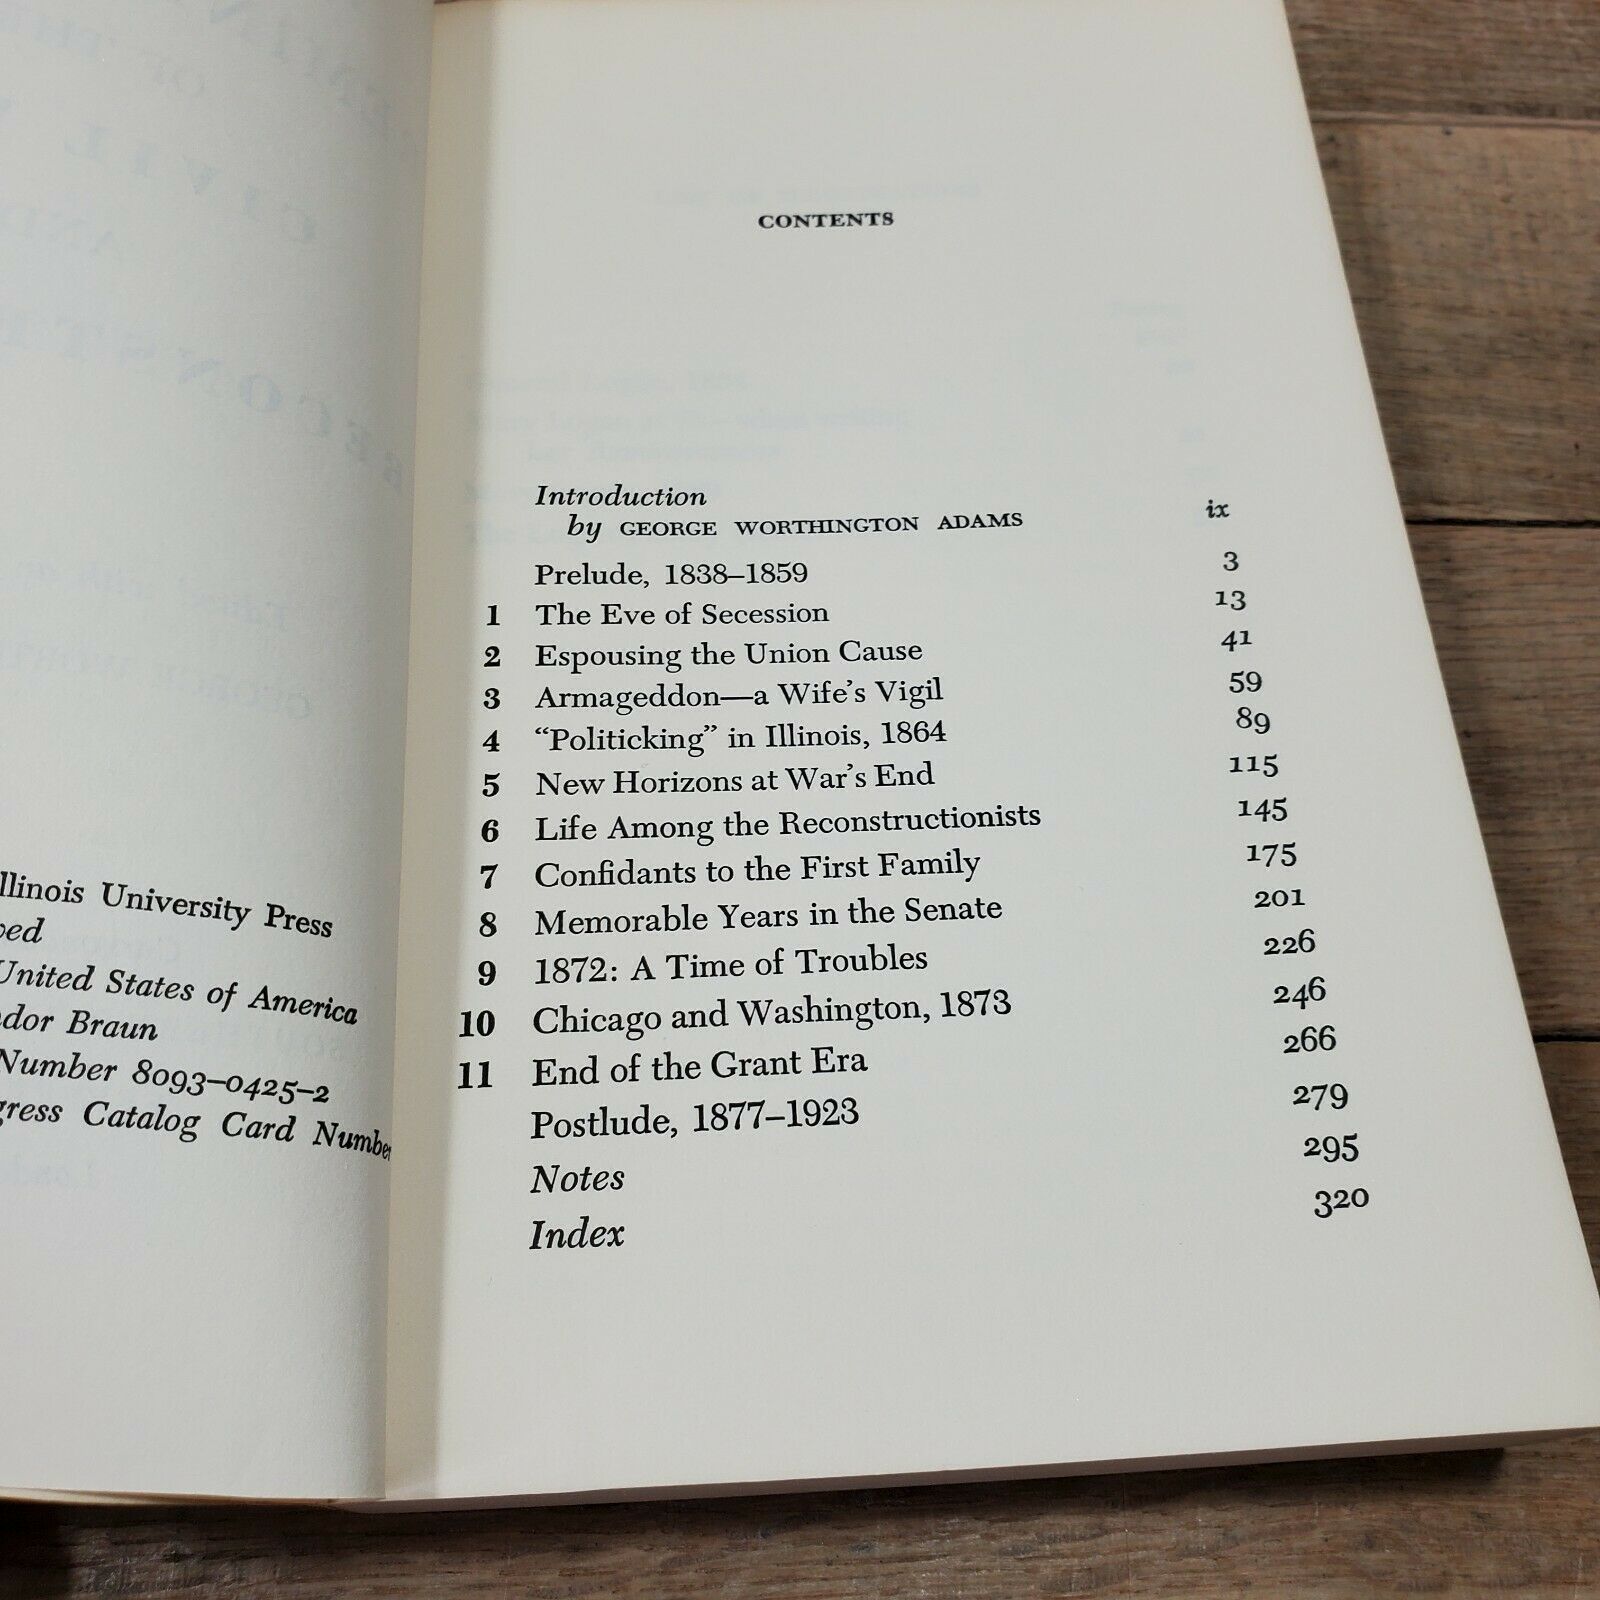 llinois University Press
ved
United States of America
dor Braun
Number 8093–0425–2
gress Catalog Card Number
CONTENTS
Introduction
by GEORGE WORTHINGTON ADAMS ix
Prelude, 1838–1859 3
1 The Eve of Secession 13
2 Espousing the Union Cause 41
3 Armageddon—a Wife's Vigil 59
4 “Politicking” in Illinois, 1864 89
5 New Horizons at War's End 115
6 Life Among the Reconstructionists 145
7 Confidants to the First Family 175
8 Memorable Years in the Senate 201
9 1872: A Time of Troubles 226
10 Chicago and Washington, 1873 246
11 End of the Grant Era 266
Postlude, 1877–1923 279
Notes 295
Index 320